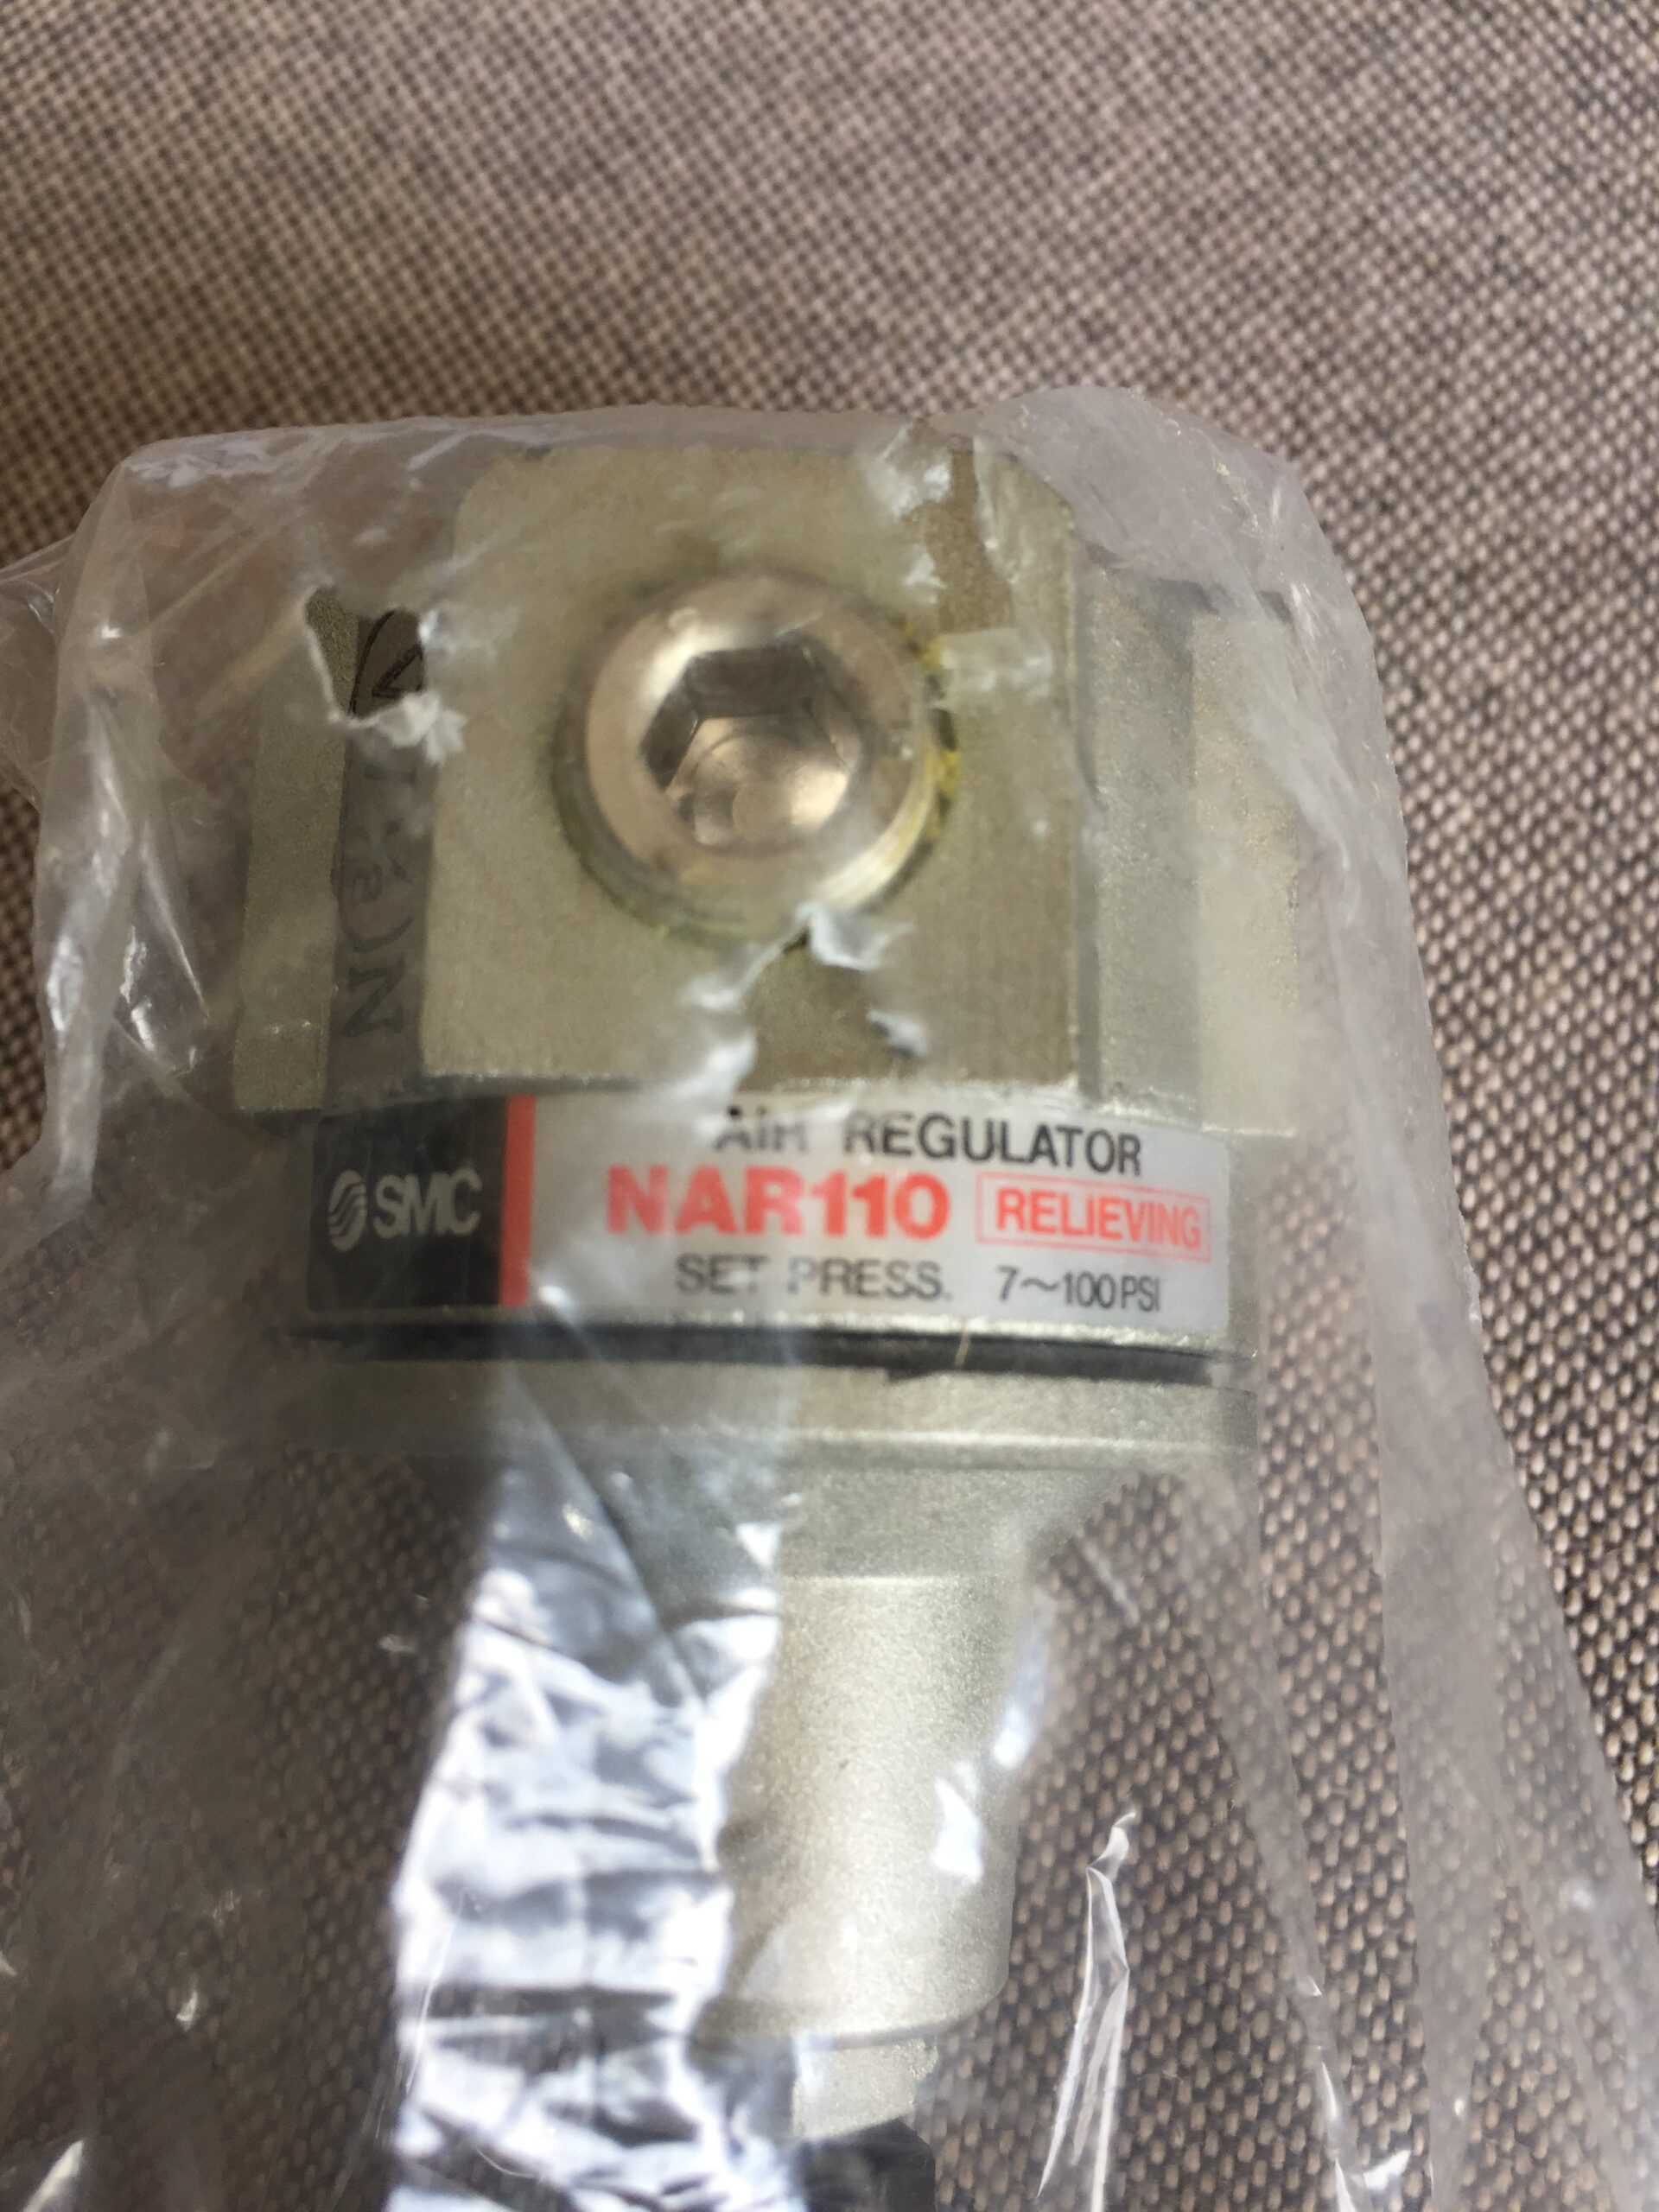 AIR REGULATOR
SMC NAR110 RELIEVING
SET PRESS. 7~100PSI